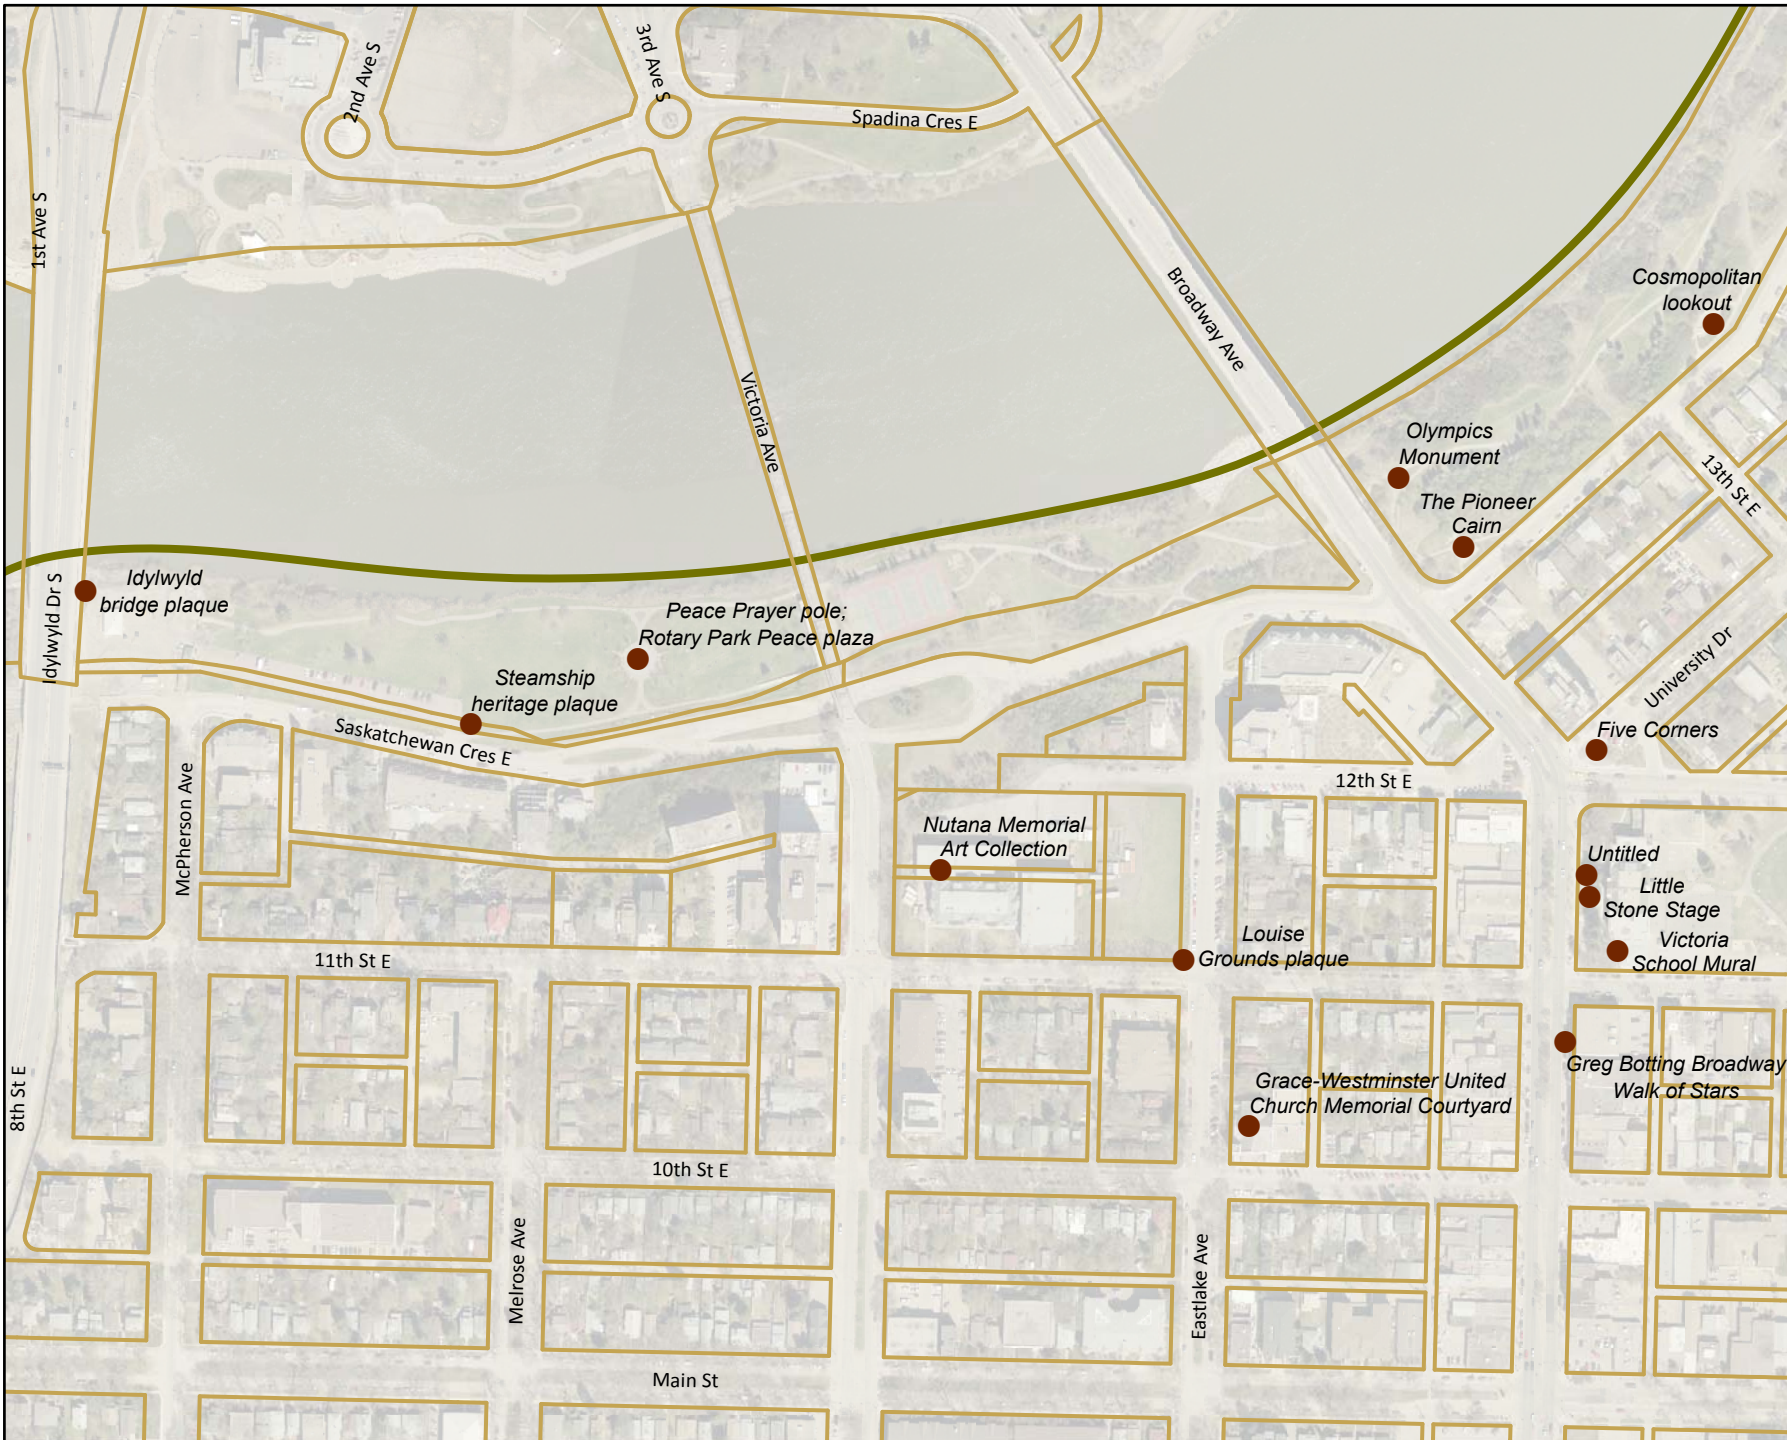 2nd Ave S
3rd Ave S
Spadina Cres E
1st Ave S
Broadway Ave
Cosmopolitan
lookout
Victoria Ave
Olympics
Monument
13th St E
The Pioneer
Cairn
Idylwyld Dr S
Idylwyld
bridge plaque
Peace Prayer pole;
Rotary Park Peace plaza
University Dr
Steamship
heritage plaque
Saskatchewan Cres E
Five Corners
12th St E
McPherson Ave
Nutana Memorial
Art Collection
Untitled
Little
Stone Stage
Louise
Grounds plaque
Victoria
School Mural
11th St E
8th St E
Greg Botting Broadway
Walk of Stars
Grace-Westminster United
Church Memorial Courtyard
10th St E
Melrose Ave
Eastlake Ave
Main St